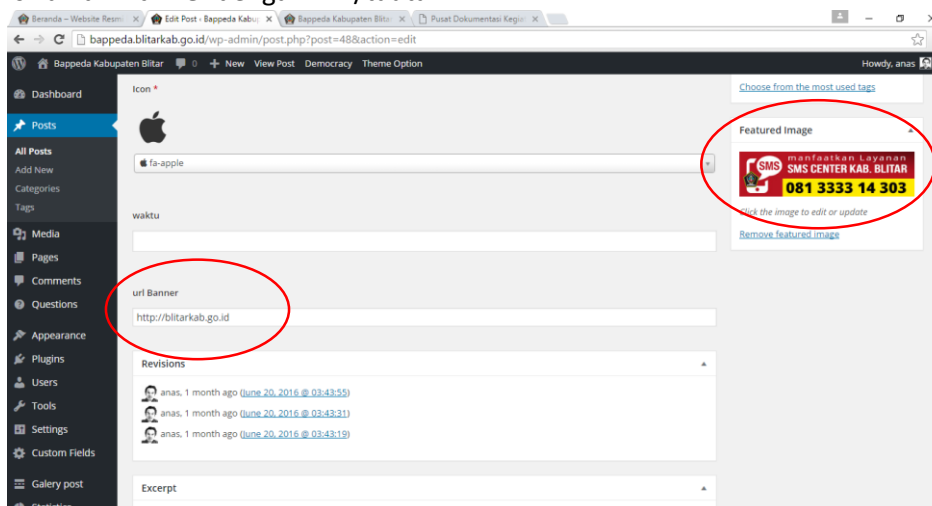 Beranda – Website Resmi
Edit Post ‹ Bappeda Kabup
Bappeda Kabupaten Blitar
Pusat Dokumentasi Kegiat
bappeda.blitarkab.go.id/wp-admin/post.php?post=48&action=edit
Bappeda Kabupaten Blitar 0 + New View Post Democracy Theme Option
Howdy, anas
Dashboard
Posts
All Posts
Add New
Categories
Tags
Media
Pages
Comments
Questions
Appearance
Plugins
Users
Tools
Settings
Custom Fields
Galery post
Statistics
Icon *
fa-apple
waktu
url Banner
http://blitarkab.go.id
Revisions
anas, 1 month ago (June 20, 2016 @ 03:43:55)
anas, 1 month ago (June 20, 2016 @ 03:43:31)
anas, 1 month ago (June 20, 2016 @ 03:43:19)
Excerpt
Choose from the most used tags
Featured Image
SMS
manfaatkan Layanan
SMS CENTER KAB. BLITAR
081 3333 14 303
Click the image to edit or update
Remove featured image